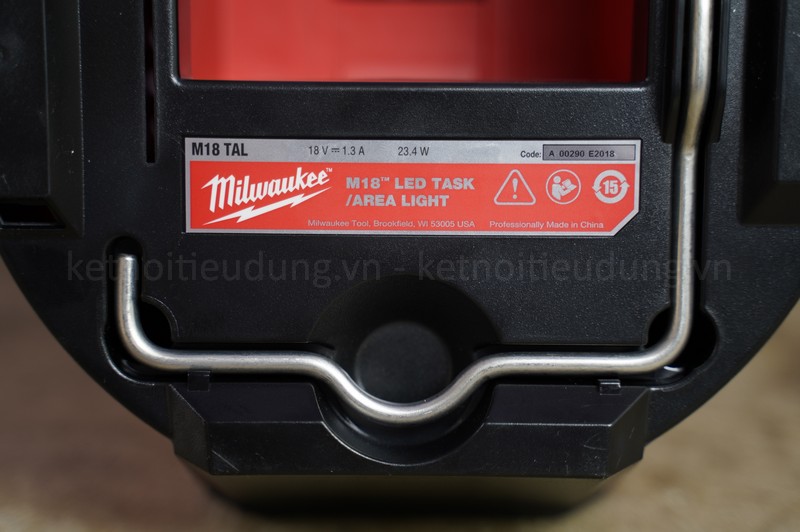 M18 TAL 18 V ⎓ 1.3 A 23.4 W Code: A 00290 E2018
Milwaukee™ M18™ LED TASK
/AREA LIGHT
15
Milwaukee Tool, Brookfield, WI 53005 USA Professionally Made in China
ketnoitieudung.vn - ketnoitieudung.vn